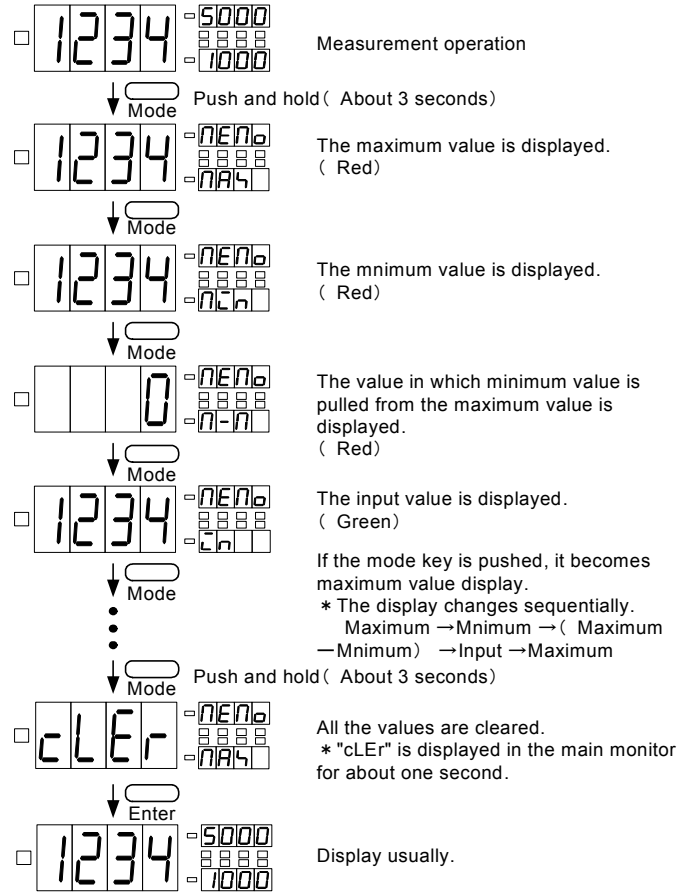 1234 5000
1000
Measurement operation
Mode
Push and hold( About 3 seconds)
1234 MEMo
MAX
The maximum value is displayed.
( Red)
Mode
1234 MEMo
Min
The mnimum value is displayed.
( Red)
Mode
0 MEMo
M-M
The value in which minimum value is
pulled from the maximum value is
displayed.
( Red)
Mode
1234 MEMo
in
The input value is displayed.
( Green)
Mode
If the mode key is pushed, it becomes
maximum value display.
* The display changes sequentially.
Maximum →Mnimum →( Maximum
—Mnimum) →Input →Maximum
Mode
Push and hold( About 3 seconds)
cLEr MEMo
MAX
All the values are cleared.
* "cLEr" is displayed in the main monitor
for about one second.
Enter
1234 5000
1000
Display usually.